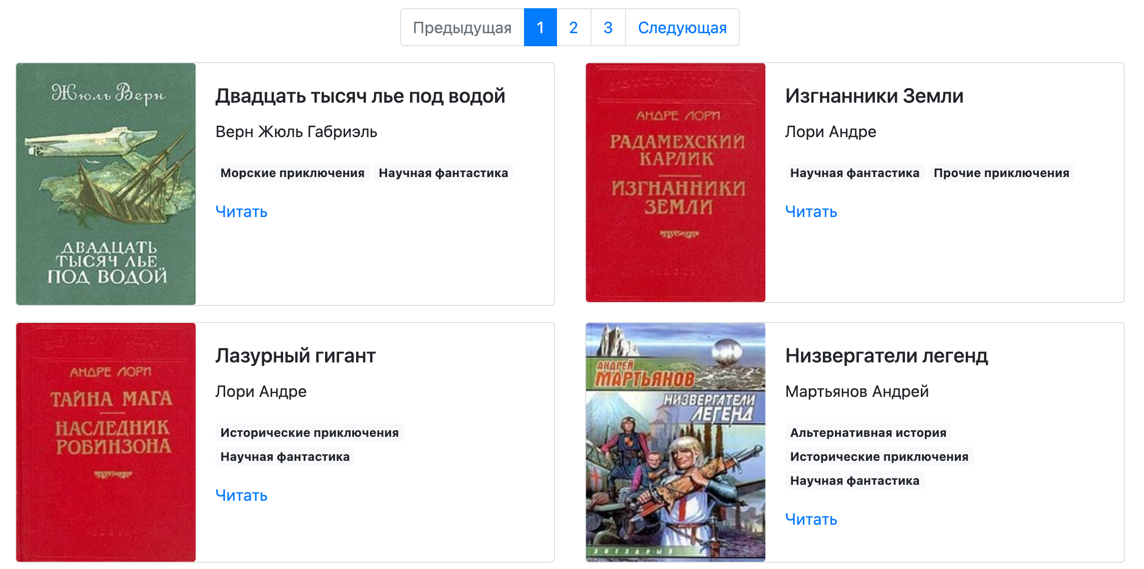 Предыдущая 1 2 3 Следующая
Жюль Верн
ДВАДЦАТЬ
ТЫСЯЧ ЛЬЕ
ПОД ВОДОЙ
Двадцать тысяч лье под водой
Верн Жюль Габриэль
Морские приключения Научная фантастика
Читать
АНДРЕ ЛОРИ
РАДАМЕХСКИЙ
КАРЛИК
ИЗГНАННИКИ
ЗЕМЛИ
Изгнанники Земли
Лори Андре
Научная фантастика Прочие приключения
Читать
АНДРЕ ЛОРИ
ТАЙНА МАГА
НАСЛЕДНИК
РОБИНЗОНА
Лазурный гигант
Лори Андре
Исторические приключения
Научная фантастика
Читать
АНДРЕЙ
МАРТЬЯНОВ
НИЗВЕРГАТЕЛИ
ЛЕГЕНД
ЗВЕЗДНЫЙ
Низвергатели легенд
Мартьянов Андрей
Альтернативная история
Исторические приключения
Научная фантастика
Читать